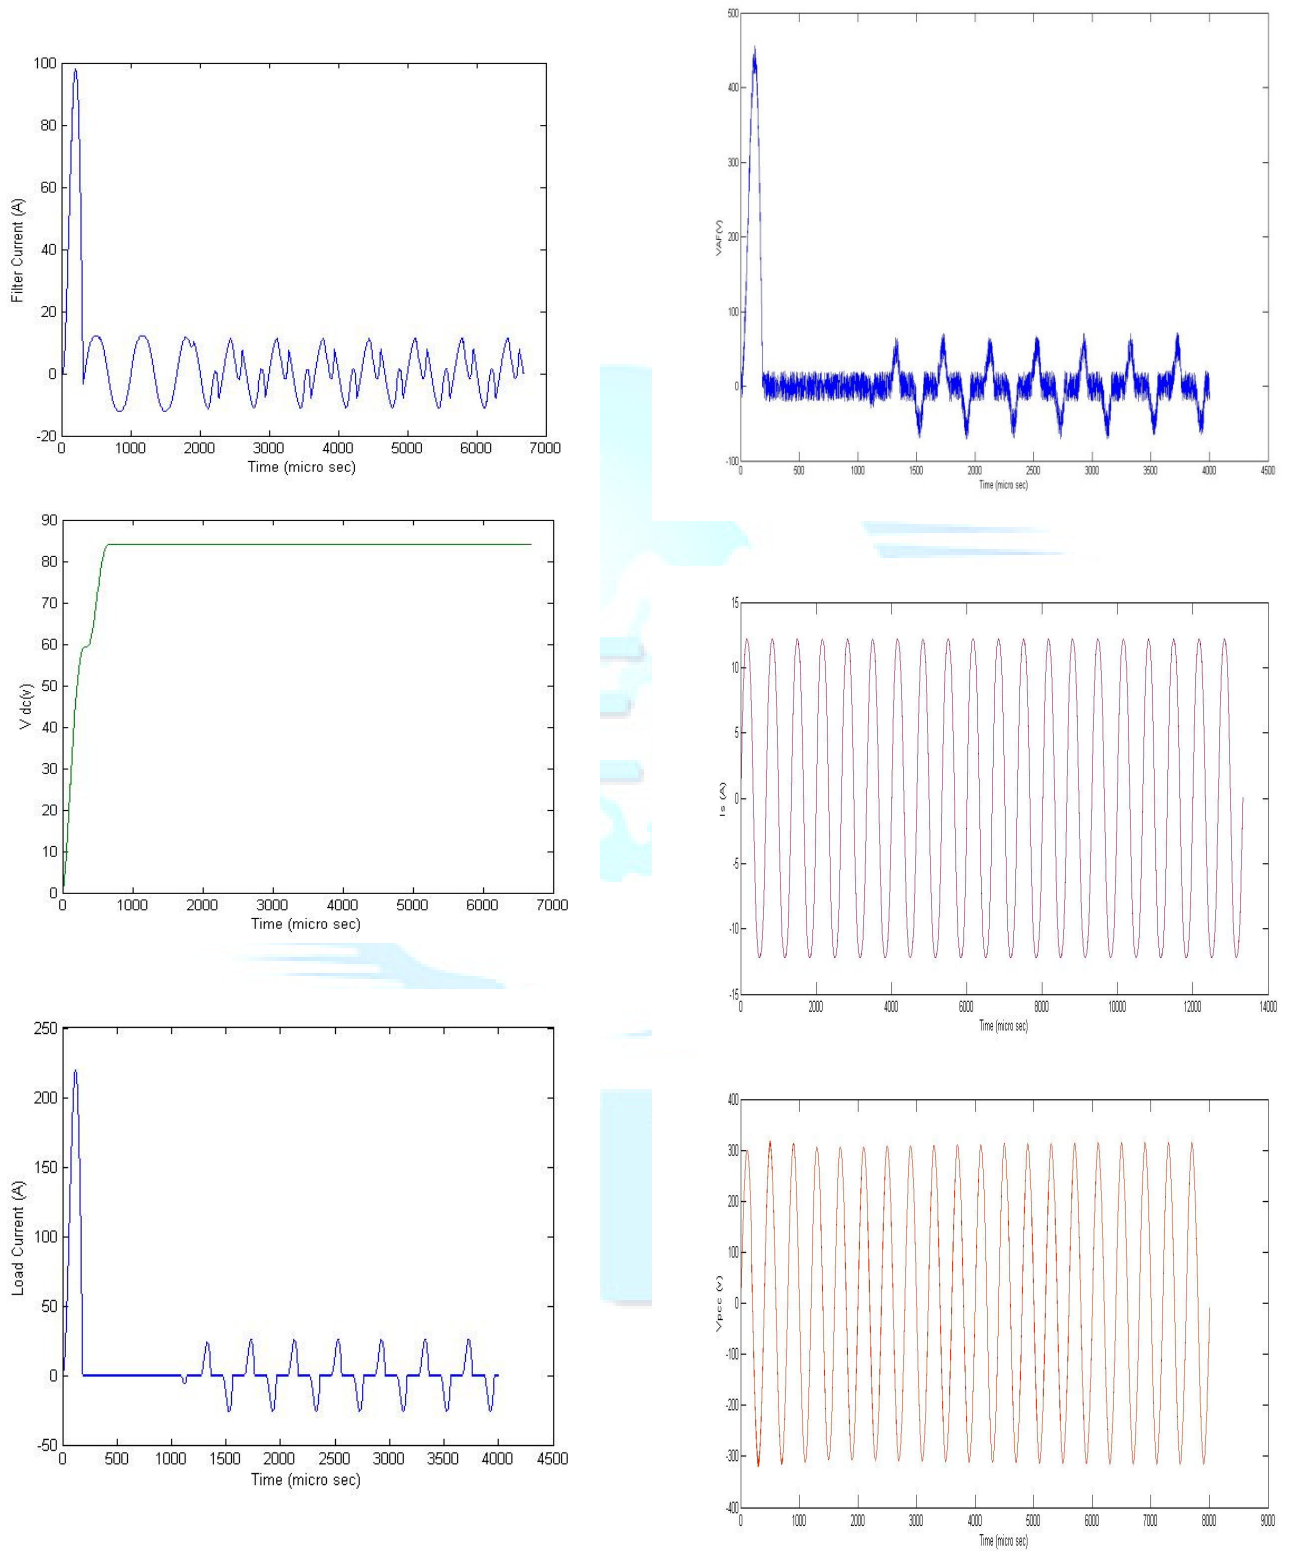 100
80
60
40
20
0
-20
Filter Current (A)
0 1000 2000 3000 4000 5000 6000 7000
Time (micro sec)
90
80
70
60
50
40
30
20
10
0
V dc(v)
0 1000 2000 3000 4000 5000 6000 7000
Time (micro sec)
250
200
150
100
50
0
-50
Load Current (A)
0 500 1000 1500 2000 2500 3000 3500 4000 4500
Time (micro sec)
500
400
300
200
100
0
-100
VAF(V)
0 500 1000 1500 2000 2500 3000 3500 4000 4500
Time (micro sec)
15
10
5
0
-5
-10
-15
Is (A)
0 2000 4000 6000 8000 10000 12000 14000
Time (micro sec)
400
300
200
100
0
-100
-200
-300
-400
Vpcc (v)
0 1000 2000 3000 4000 5000 6000 7000 8000 9000
Time (micro sec)